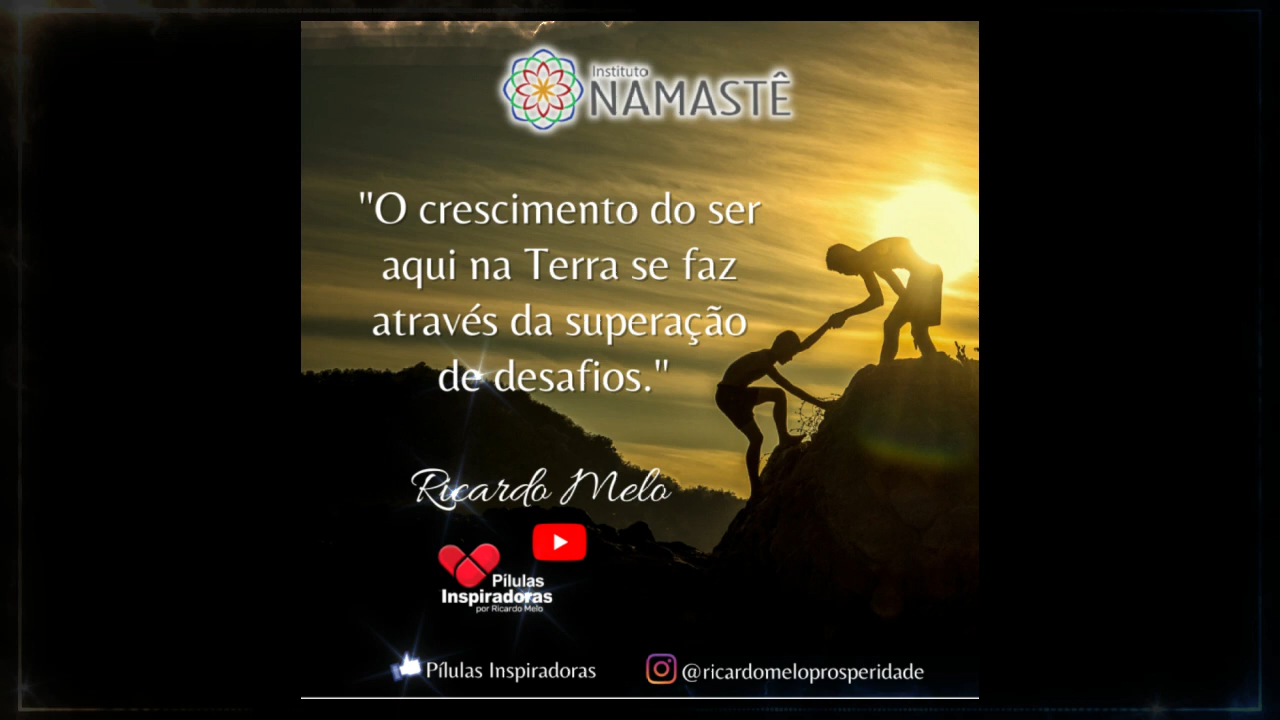 Instituto
NAMASTÊ
"O crescimento do ser
aqui na Terra se faz
através da superação
de desafios."
Ricardo Melo
Pílulas
Inspiradoras
por Ricardo Melo
Pílulas Inspiradoras
@ricardomeloprosperidade